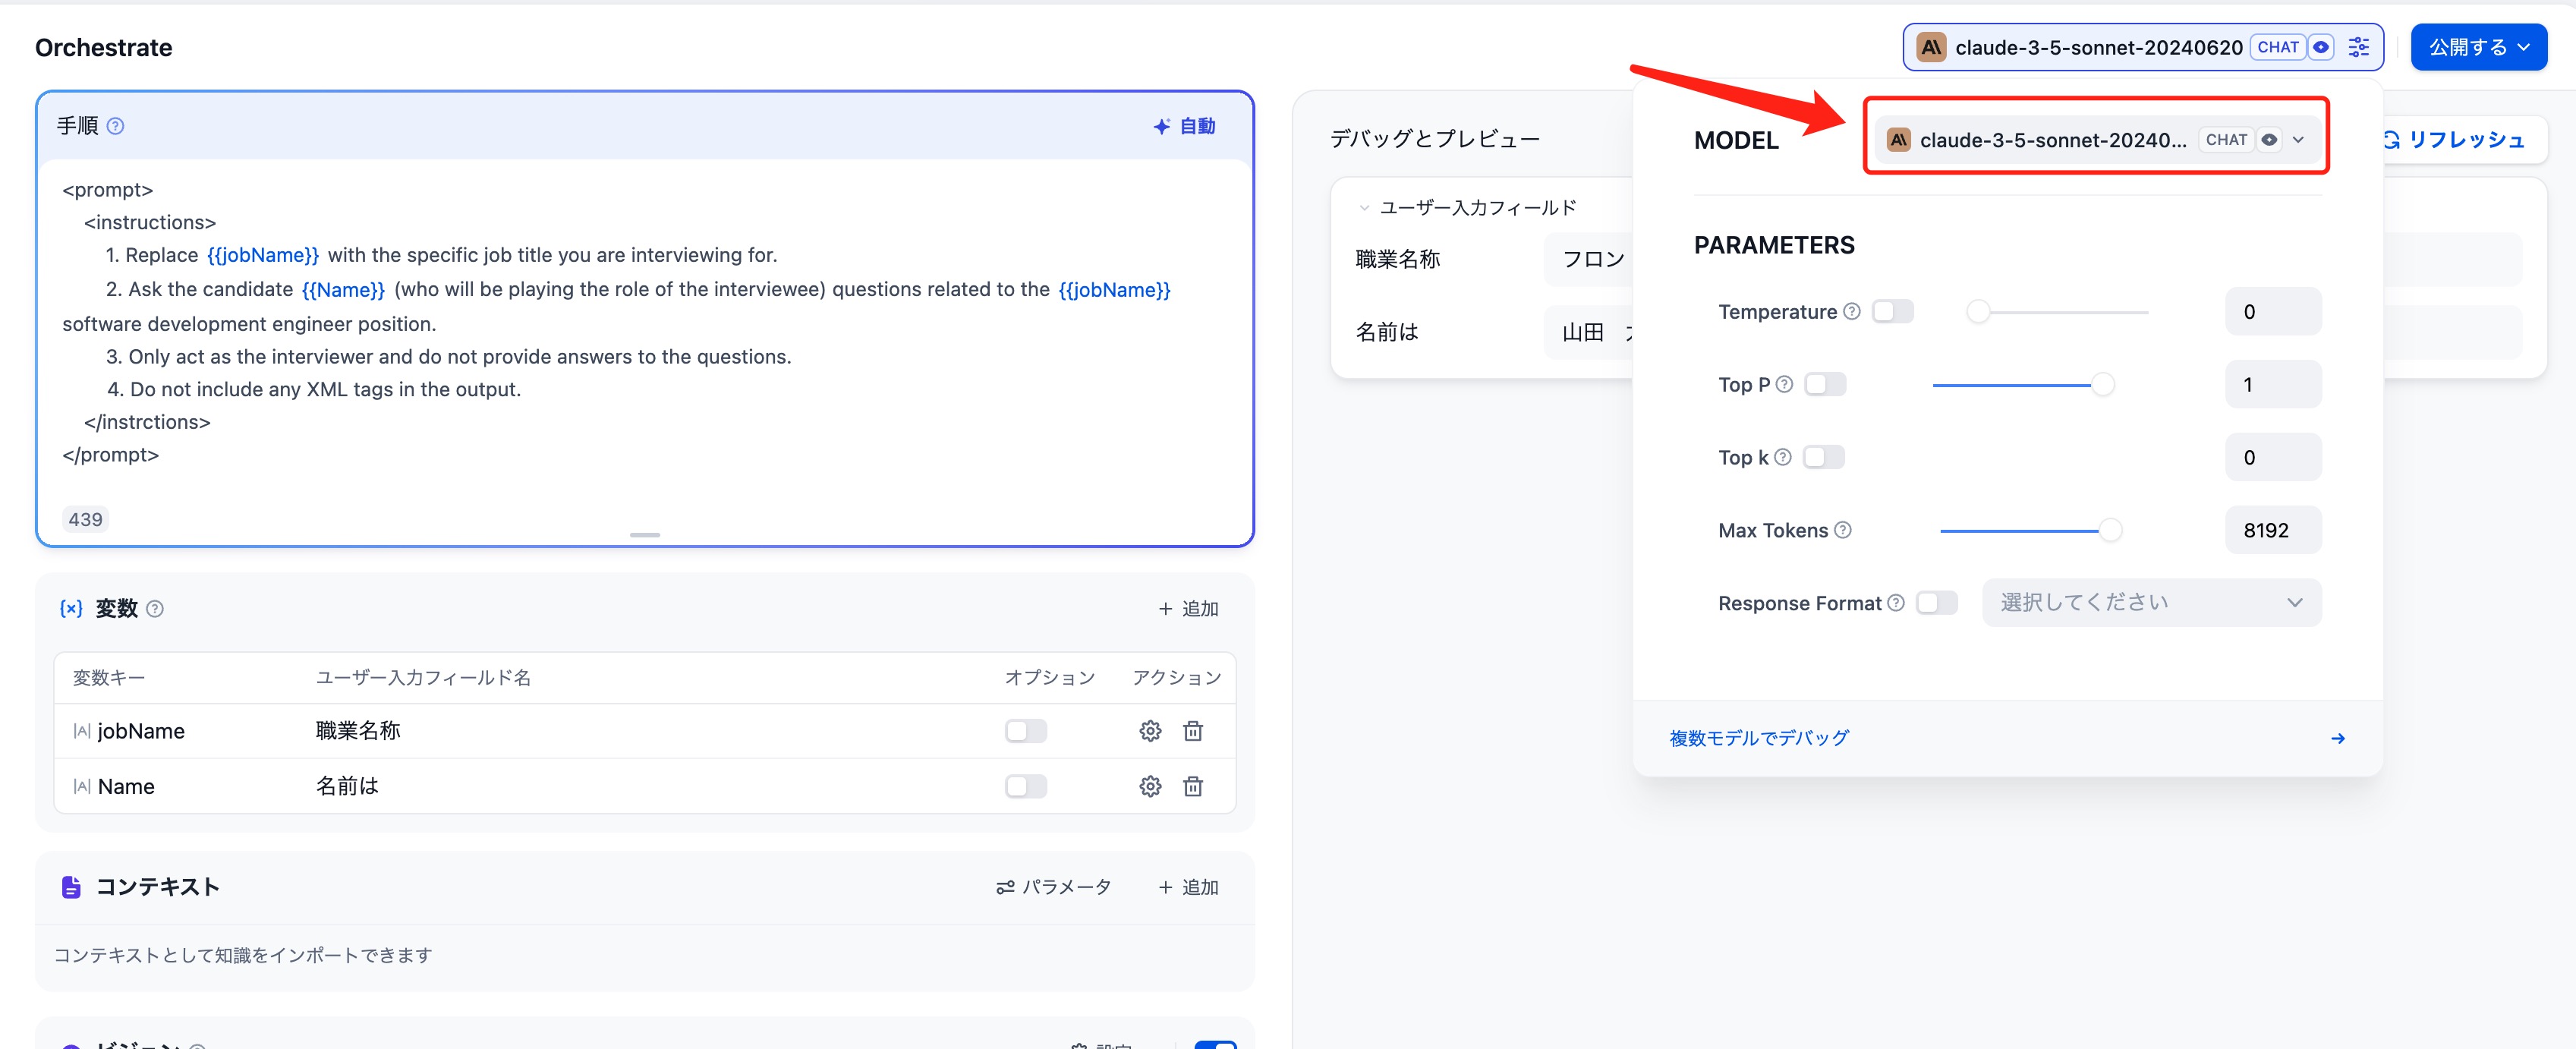 Orchestrate
claude-3-5-sonnet-20240620 CHAT
公開する
手順
自動
<prompt>
<instructions>
1. Replace {{jobName}} with the specific job title you are interviewing for.
2. Ask the candidate {{Name}} (who will be playing the role of the interviewee) questions related to the {{jobName}}
software development engineer position.
3. Only act as the interviewer and do not provide answers to the questions.
4. Do not include any XML tags in the output.
</instrctions>
</prompt>
439
変数
+ 追加
変数キー ユーザー入力フィールド名 オプション アクション
jobName 職業名称
Name 名前は
コンテキスト
パラメータ
+ 追加
コンテキストとして知識をインポートできます
ビジョン
設定
デバッグとプレビュー
リフレッシュ
ユーザー入力フィールド
職業名称 フロン
名前は 山田
MODEL
claude-3-5-sonnet-20240... CHAT
PARAMETERS
Temperature 0
Top P 1
Top k 0
Max Tokens 8192
Response Format 選択してください
複数モデルでデバッグ